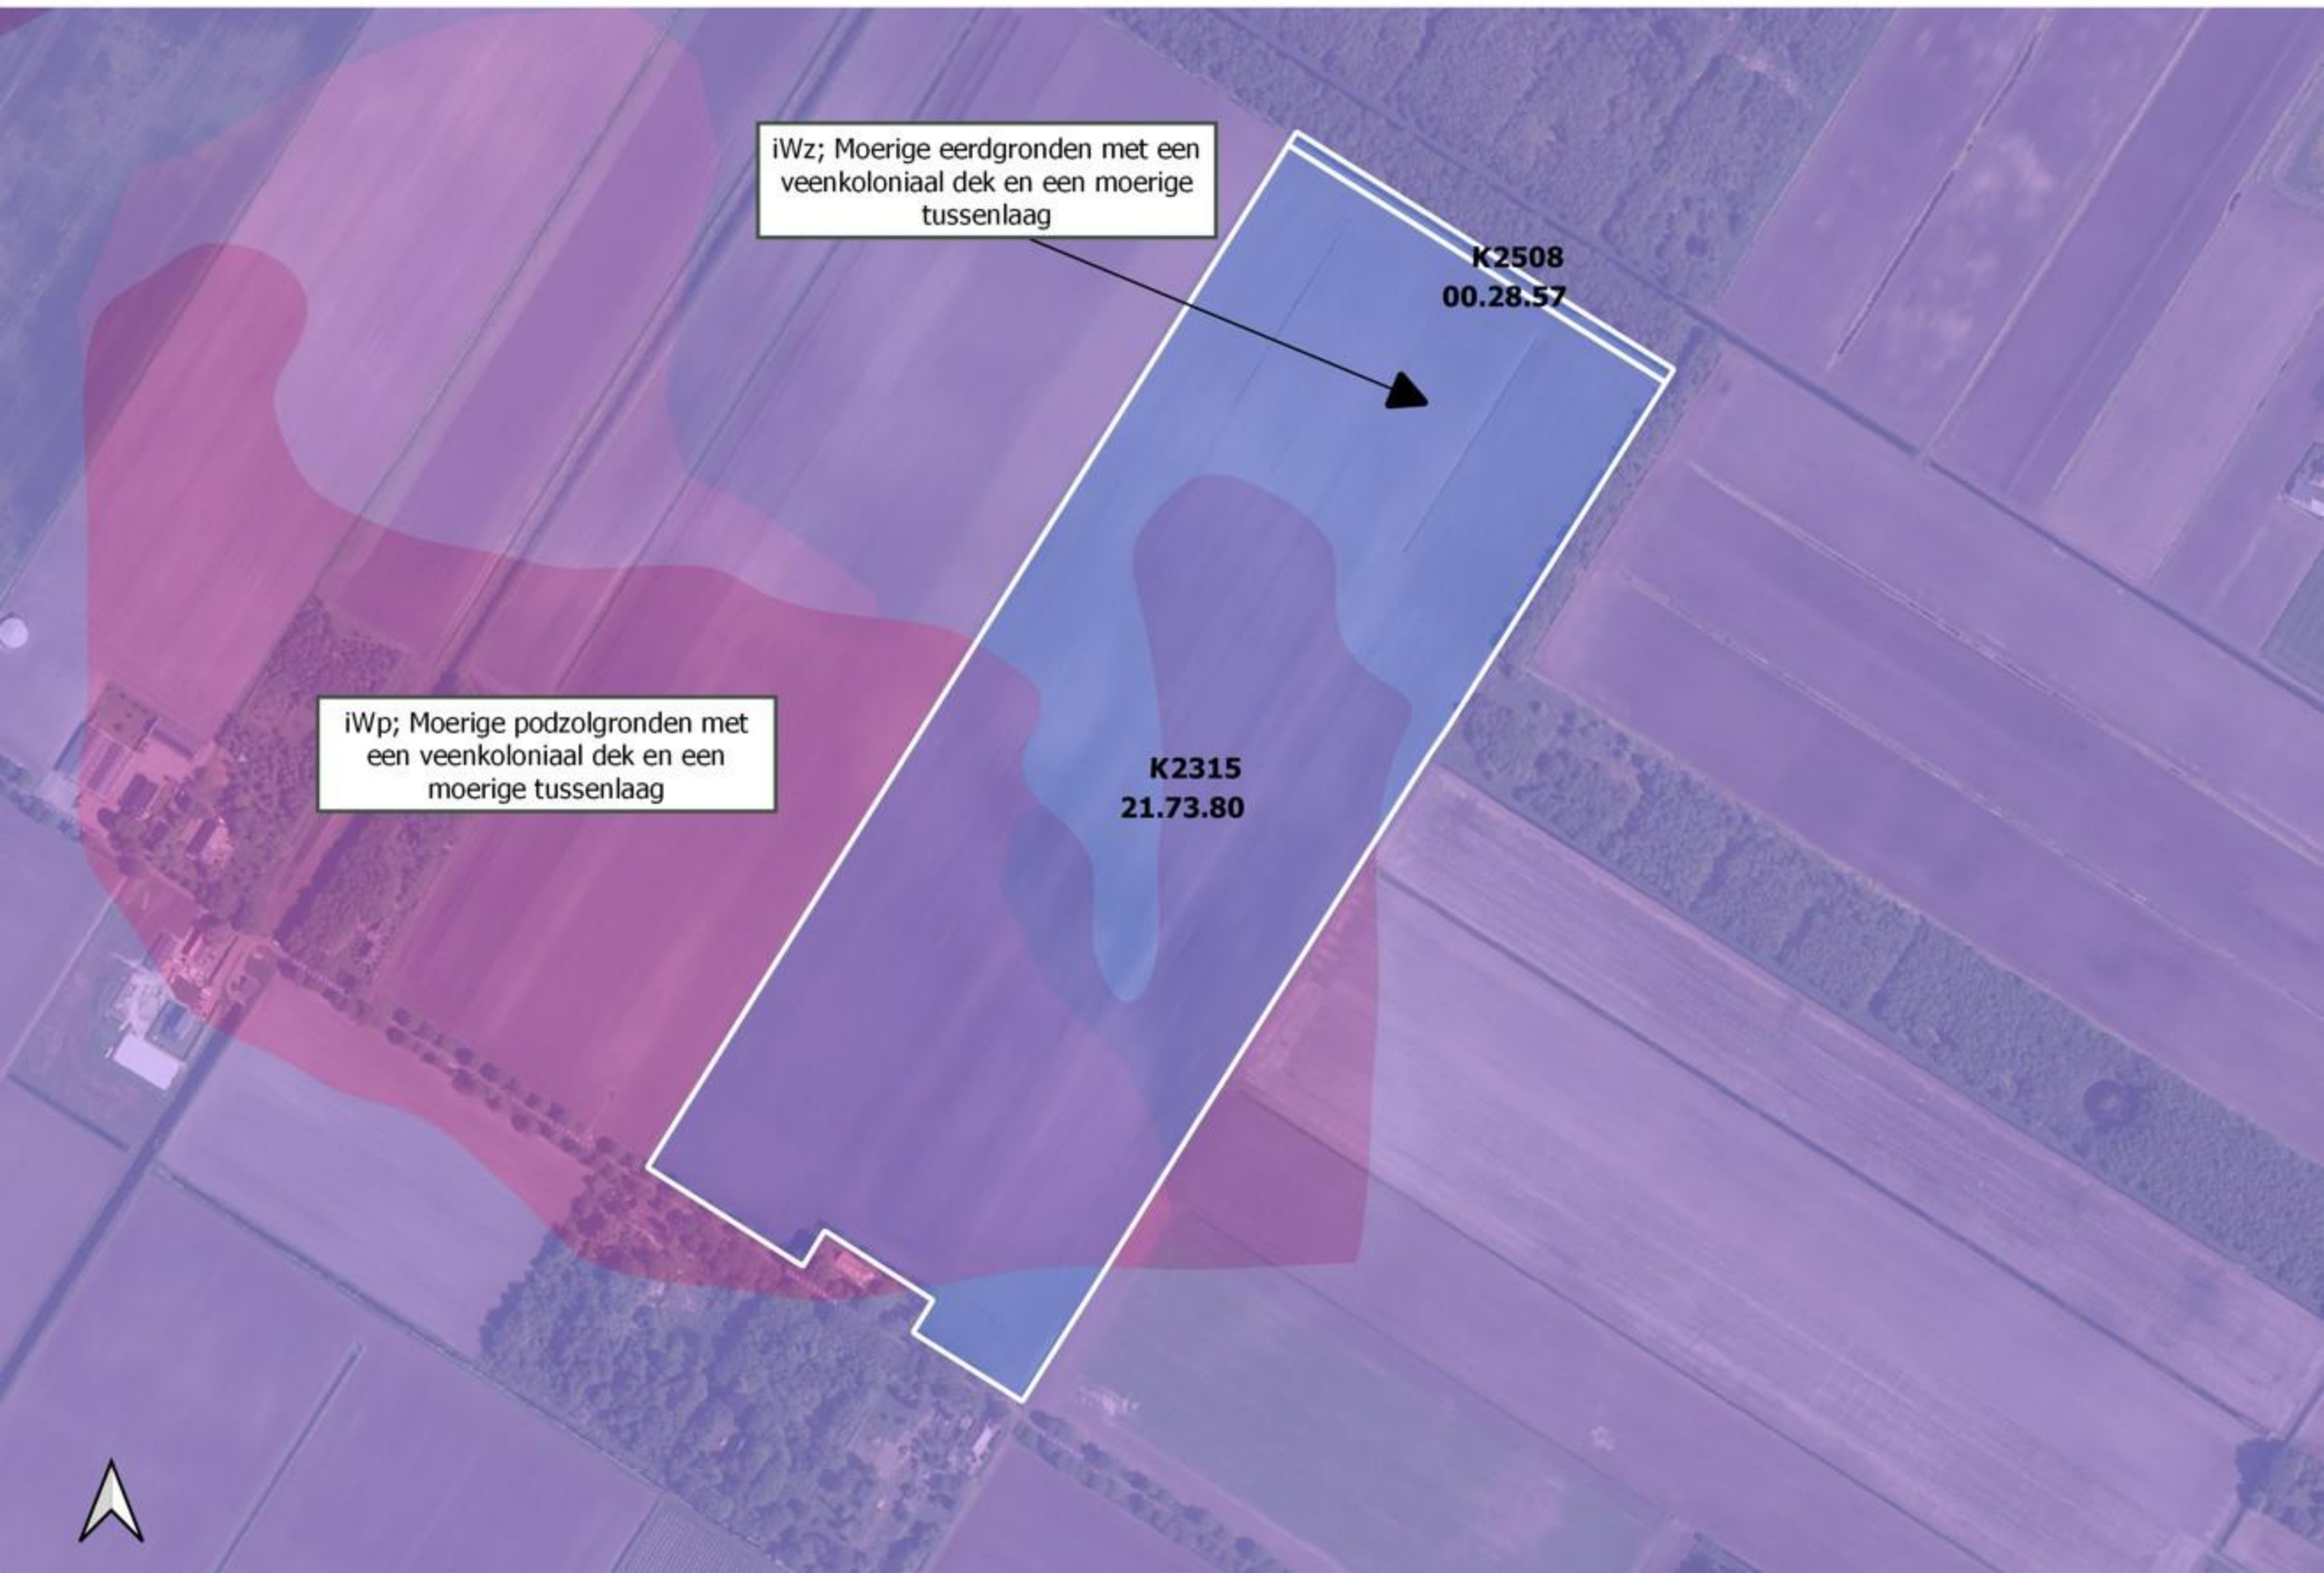 iWz; Moerige eerdgronden met een
veenkoloniaal dek en een moerige
tussenlaag
K2508
00.28.57
iWp; Moerige podzolgronden met
een veenkoloniaal dek en een
moerige tussenlaag
K2315
21.73.80